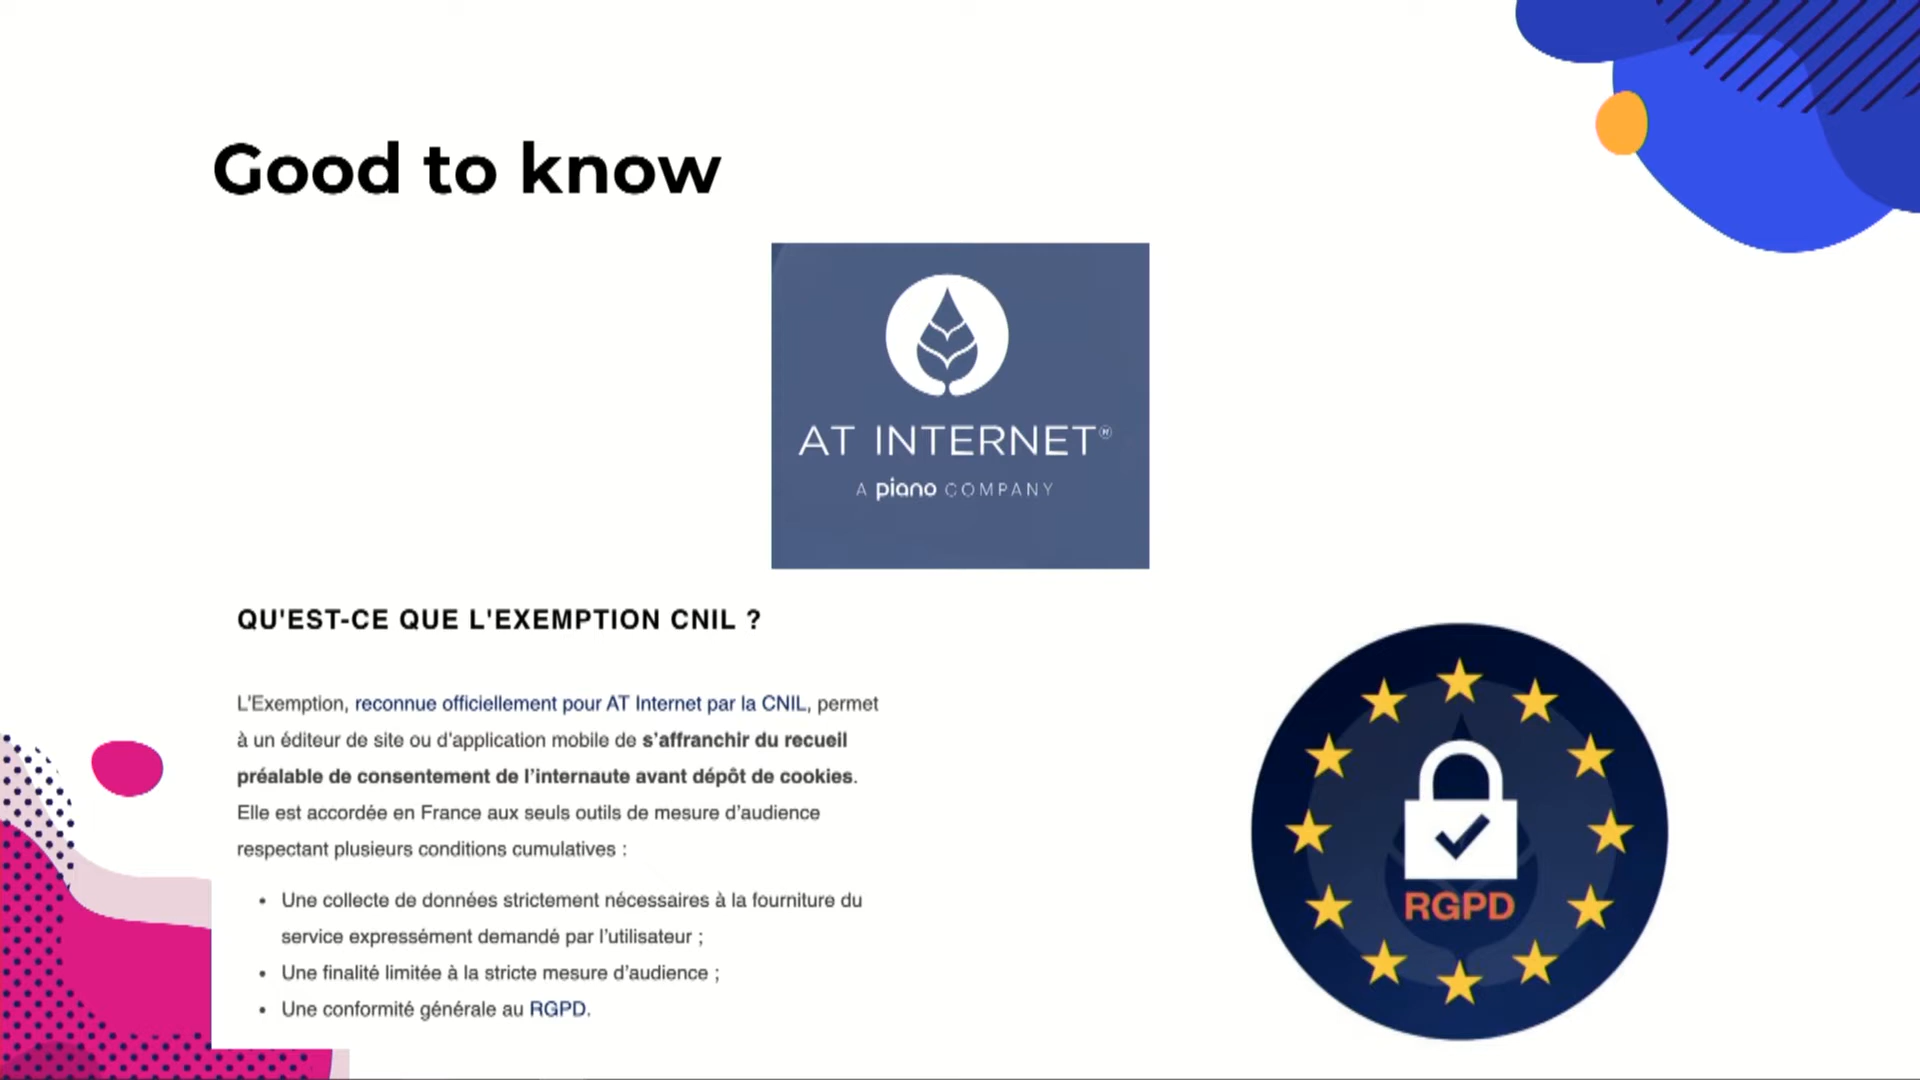 Good to know
AT INTERNET®
A piano COMPANY
QU'EST-CE QUE L'EXEMPTION CNIL ?
L'Exemption, reconnue officiellement pour AT Internet par la CNIL, permet
à un éditeur de site ou d'application mobile de s'affranchir du recueil
préalable de consentement de l'internaute avant dépôt de cookies.
Elle est accordée en France aux seuls outils de mesure d'audience
respectant plusieurs conditions cumulatives :
• Une collecte de données strictement nécessaires à la fourniture du
service expressément demandé par l'utilisateur ;
• Une finalité limitée à la stricte mesure d'audience ;
• Une conformité générale au RGPD.
RGPD